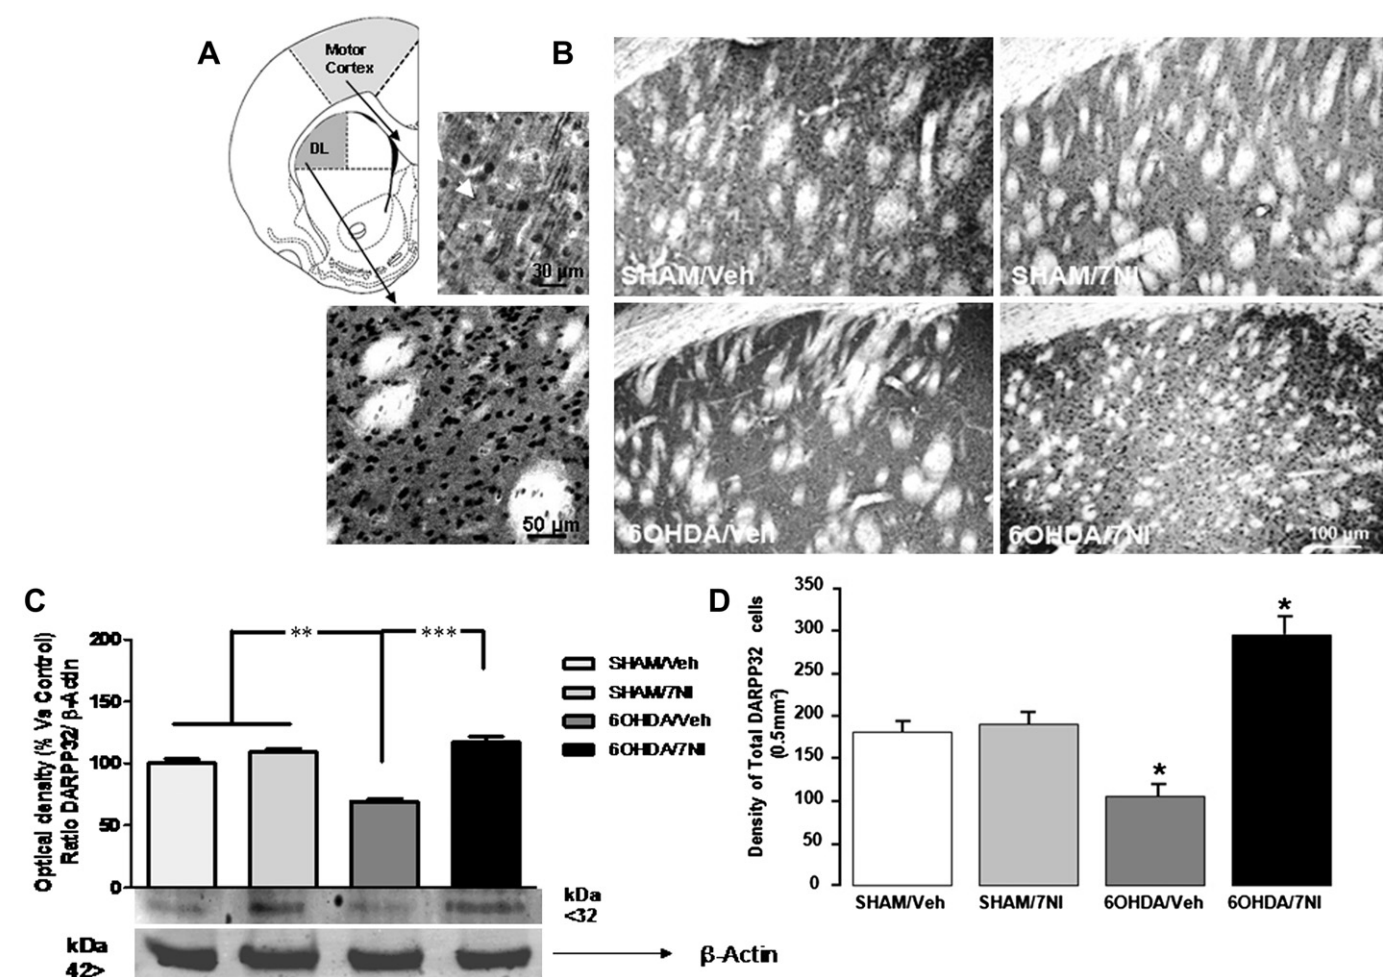 A
Motor
Cortex
DL
30 µm
50 µm
B
SHAM/Veh
SHAM/7NI
6OHDA/Veh
6OHDA/7NI
100 µm
C
Optical density (% Vs Control)
Ratio DARPP32/ β-Actin
200
150
100
50
0
**
***
SHAM/Veh
SHAM/7NI
6OHDA/Veh
6OHDA/7NI
kDa
<32
kDa
42>
β-Actin
D
Density of Total DARPP32 cells
(0.5mm²)
350
300
250
200
150
100
50
0
*
*
SHAM/Veh
SHAM/7NI
6OHDA/Veh
6OHDA/7NI